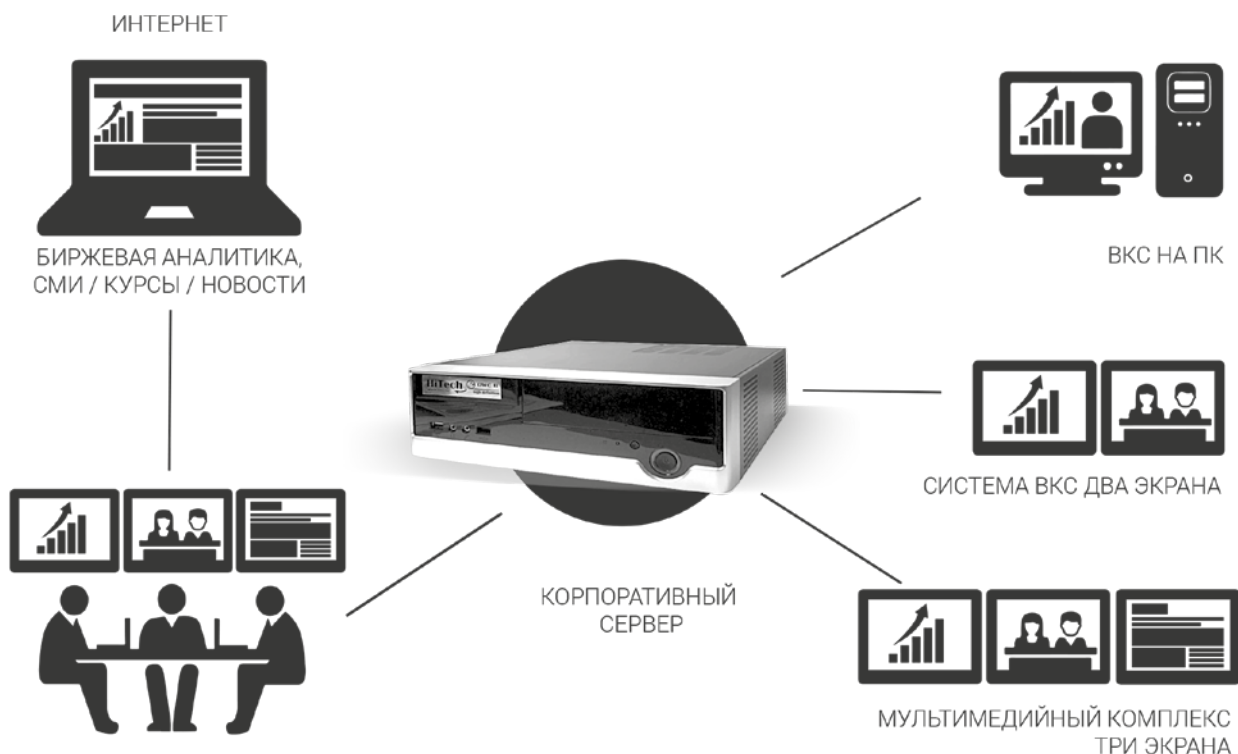 ИНТЕРНЕТ
БИРЖЕВАЯ АНАЛИТИКА,
СМИ / КУРСЫ / НОВОСТИ
ВКС НА ПК
HiTech
СИСТЕМА ВКС ДВА ЭКРАНА
КОРПОРАТИВНЫЙ
СЕРВЕР
МУЛЬТИМЕДИЙНЫЙ КОМПЛЕКС
ТРИ ЭКРАНА